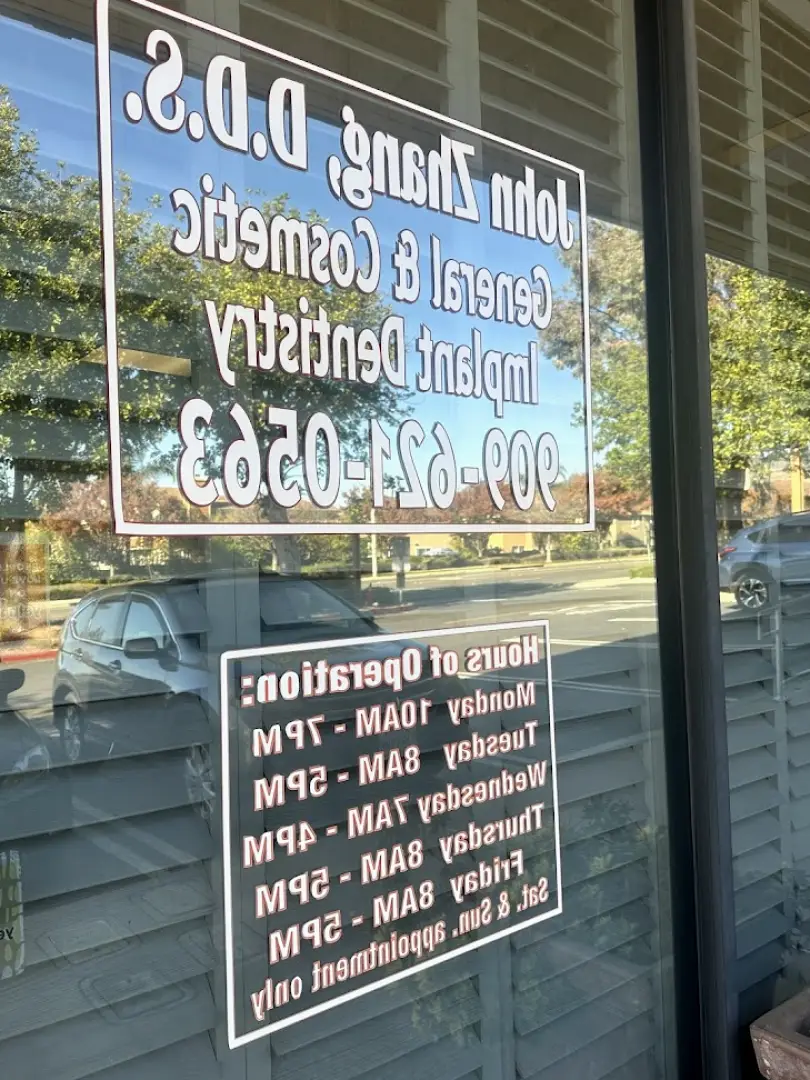 John Zhang, D.D.S.
General & Cosmetic
Implant Dentistry
909-621-0563
Hours of Operation:
Monday 10AM - 7PM
Tuesday 8AM - 5PM
Wednesday 7AM - 4PM
Thursday 8AM - 5PM
Friday 8AM - 5PM
Sat. & Sun. appointment only